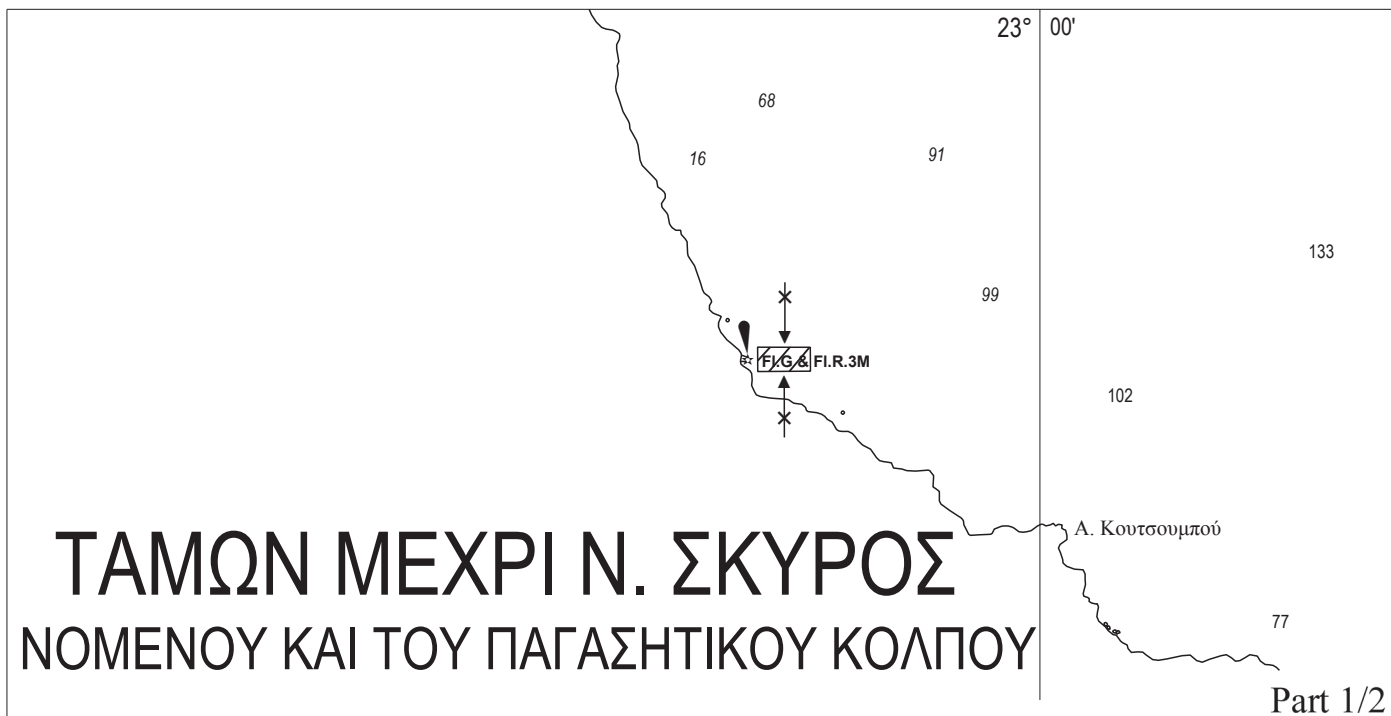 23° 00'
68
16
91
133
99
Fl.G & Fl.R.3M
102
Α. Κουτσουμπού
ΤΑΜΩΝ ΜΕΧΡΙ Ν. ΣΚΥΡΟΣ
77
ΝΟΜΕΝΟΥ ΚΑΙ ΤΟΥ ΠΑΓΑΣΗΤΙΚΟΥ ΚΟΛΠΟΥ
Part 1/2